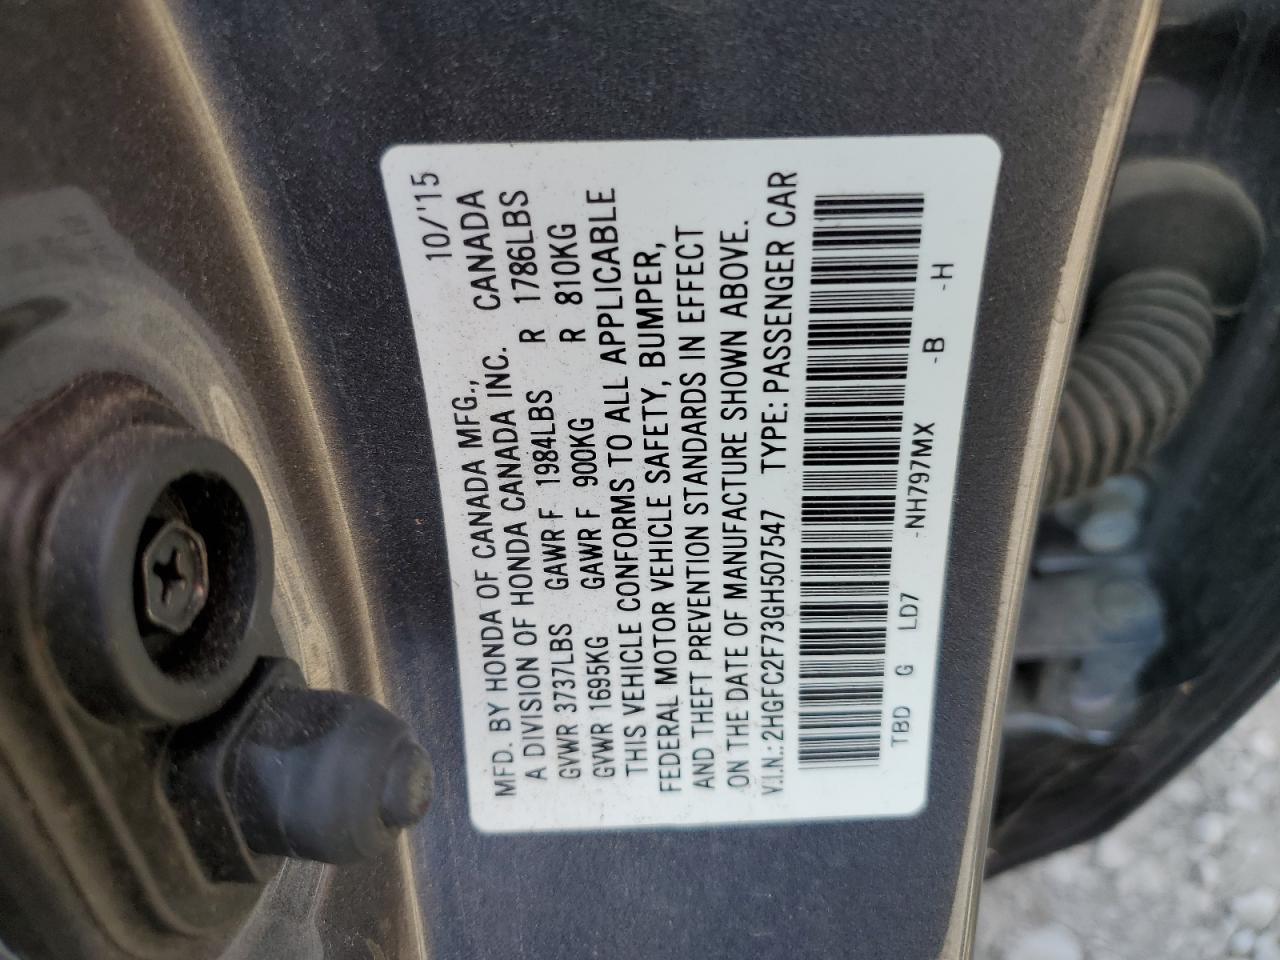 10/'15
MFD. BY HONDA OF CANADA MFG., CANADA
A DIVISION OF HONDA CANADA INC.
GVWR 3737LBS GAWR F 1984LBS R 1786LBS
GVWR 1695KG GAWR F 900KG R 810KG
THIS VEHICLE CONFORMS TO ALL APPLICABLE
FEDERAL MOTOR VEHICLE SAFETY, BUMPER,
AND THEFT PREVENTION STANDARDS IN EFFECT
ON THE DATE OF MANUFACTURE SHOWN ABOVE.
V.I.N.: 2HGFC2F73GH507547 TYPE: PASSENGER CAR
TBD G LD7 -NH797MX -B -H